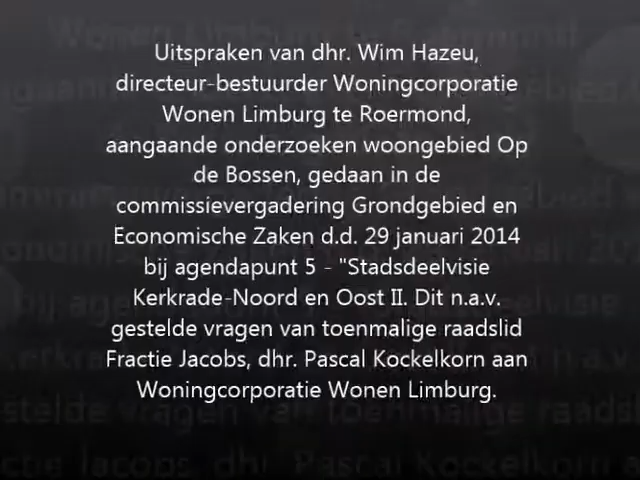 Uitspraken van dhr. Wim Hazeu,
directeur-bestuurder Woningcorporatie
Wonen Limburg te Roermond,
aangaande onderzoeken woongebied Op
de Bossen, gedaan in de
commissievergadering Grondgebied en
Economische Zaken d.d. 29 januari 2014
bij agendapunt 5 - "Stadsdeelvisie
Kerkrade-Noord en Oost II. Dit n.a.v.
gestelde vragen van toenmalige raadslid
Fractie Jacobs, dhr. Pascal Kockelkorn aan
Woningcorporatie Wonen Limburg.